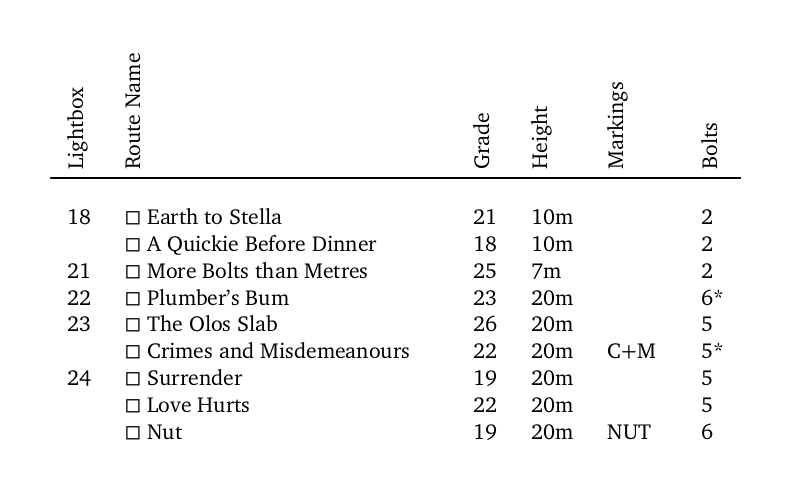 Lightbox Route Name Grade Height Markings Bolts
18 ☐ Earth to Stella 21 10m 2
☐ A Quickie Before Dinner 18 10m 2
21 ☐ More Bolts than Metres 25 7m 2
22 ☐ Plumber’s Bum 23 20m 6*
23 ☐ The Olos Slab 26 20m 5
☐ Crimes and Misdemeanours 22 20m C+M 5*
24 ☐ Surrender 19 20m 5
☐ Love Hurts 22 20m 5
☐ Nut 19 20m NUT 6